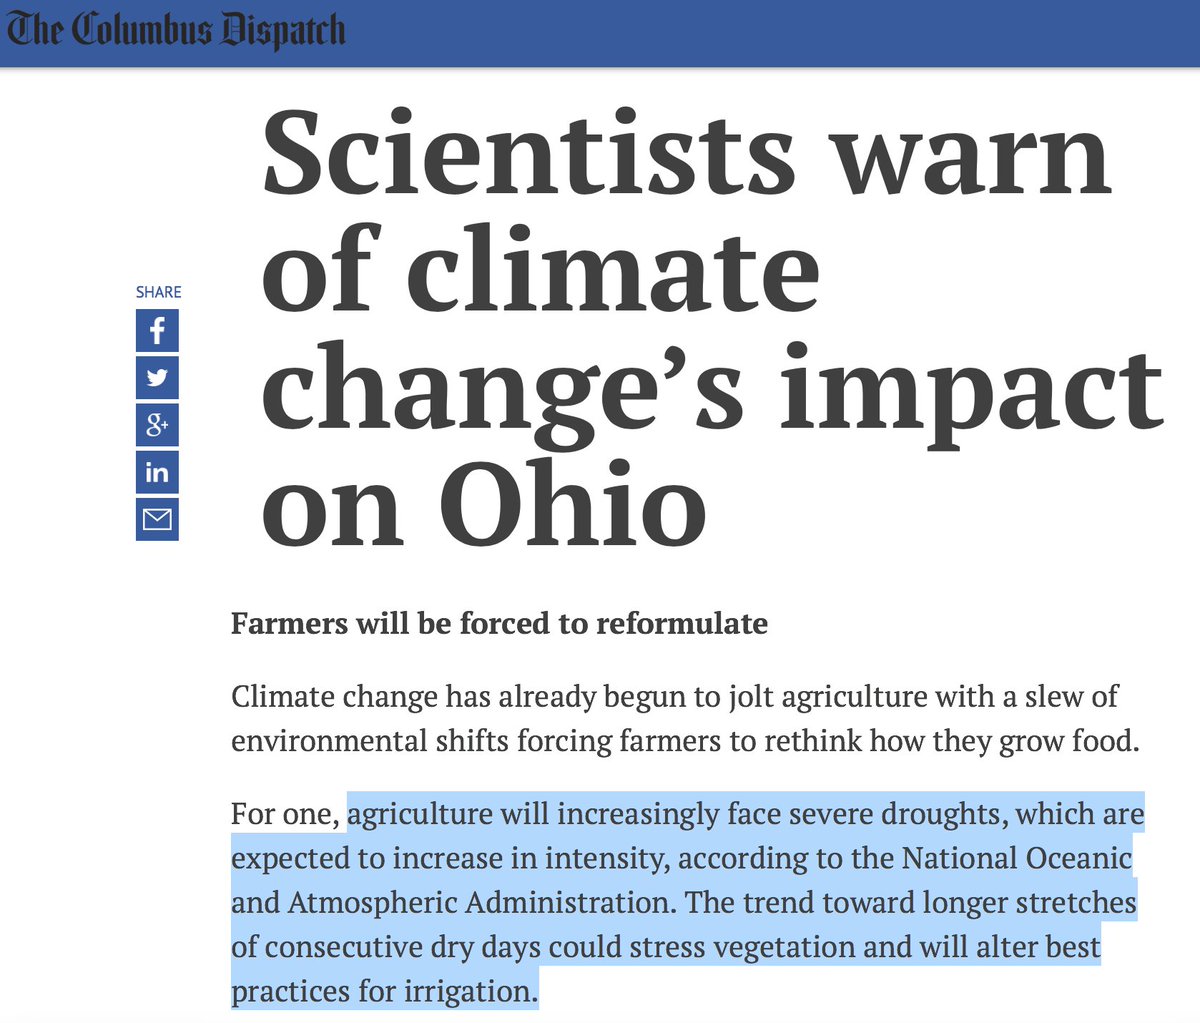 The Columbus Dispatch
Scientists warn
of climate
change’s impact
on Ohio
SHARE
f
g+
in
Farmers will be forced to reformulate
Climate change has already begun to jolt agriculture with a slew of
environmental shifts forcing farmers to rethink how they grow food.
For one, agriculture will increasingly face severe droughts, which are
expected to increase in intensity, according to the National Oceanic
and Atmospheric Administration. The trend toward longer stretches
of consecutive dry days could stress vegetation and will alter best
practices for irrigation.